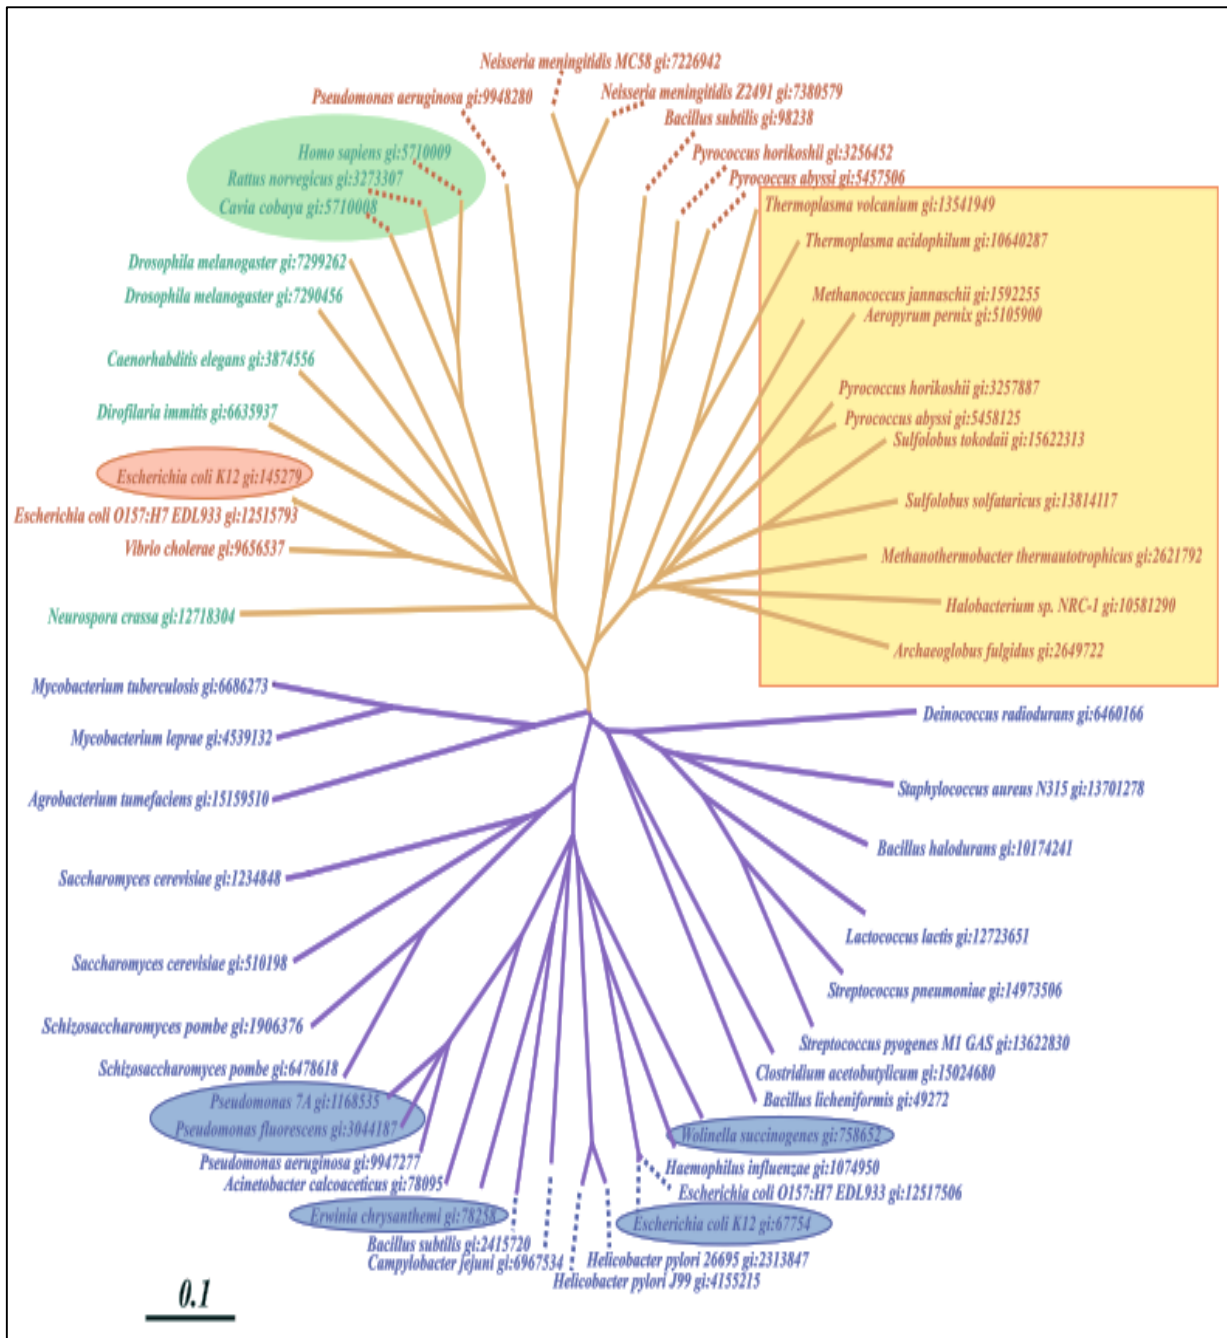 Neisseria meningitidis MC58 gi:7226942
Neisseria meningitidis Z2491 gi:7380579
Pseudomonas aeruginosa gi:9948280
Bacillus subtilis gi:98238
Homo sapiens gi:5710009
Pyrococcus horikoshii gi:3256452
Rattus norvegicus gi:3273307
Pyrococcus abyssi gi:5457506
Cavia cobaya gi:5710008
Thermoplasma volcanium gi:13541949
Thermoplasma acidophilum gi:10640287
Drosophila melanogaster gi:7299262
Drosophila melanogaster gi:7290456
Methanococcus jannaschii gi:1592255
Aeropyrum pernix gi:5105900
Caenorhabditis elegans gi:3874556
Pyrococcus horikoshii gi:3257887
Dirofilaria immitis gi:6635937
Pyrococcus abyssi gi:5458125
Sulfolobus tokodaii gi:15622313
Escherichia coli K12 gi:145279
Sulfolobus solfataricus gi:13814117
Escherichia coli O157:H7 EDL933 gi:12515793
Vibrio cholerae gi:9656537
Methanothermobacter thermautotrophicus gi:2621792
Halobacterium sp. NRC-1 gi:10581290
Neurospora crassa gi:12718304
Archaeoglobus fulgidus gi:2649722
Mycobacterium tuberculosis gi:6686273
Deinococcus radiodurans gi:6460166
Mycobacterium leprae gi:4539132
Staphylococcus aureus N315 gi:13701278
Agrobacterium tumefaciens gi:15159510
Bacillus halodurans gi:10174241
Saccharomyces cerevisiae gi:1234848
Lactococcus lactis gi:12723651
Saccharomyces cerevisiae gi:510198
Streptococcus pneumoniae gi:14973506
Schizosaccharomyces pombe gi:1906376
Streptococcus pyogenes M1 GAS gi:13622830
Schizosaccharomyces pombe gi:6478618
Clostridium acetobutylicum gi:15024680
Pseudomonas 7A gi:1168535
Bacillus licheniformis gi:49272
Pseudomonas fluorescens gi:3044187
Wolinella succinogenes gi:758652
Pseudomonas aeruginosa gi:9947277
Haemophilus influenzae gi:1074950
Acinetobacter calcoaceticus gi:78095
Escherichia coli O157:H7 EDL933 gi:12517506
Erwinia chrysanthemi gi:78258
Escherichia coli K12 gi:67754
Bacillus subtilis gi:2415720
Campylobacter jejuni gi:6967534
Helicobacter pylori 26695 gi:2313847
Helicobacter pylori J99 gi:4155215
0.1